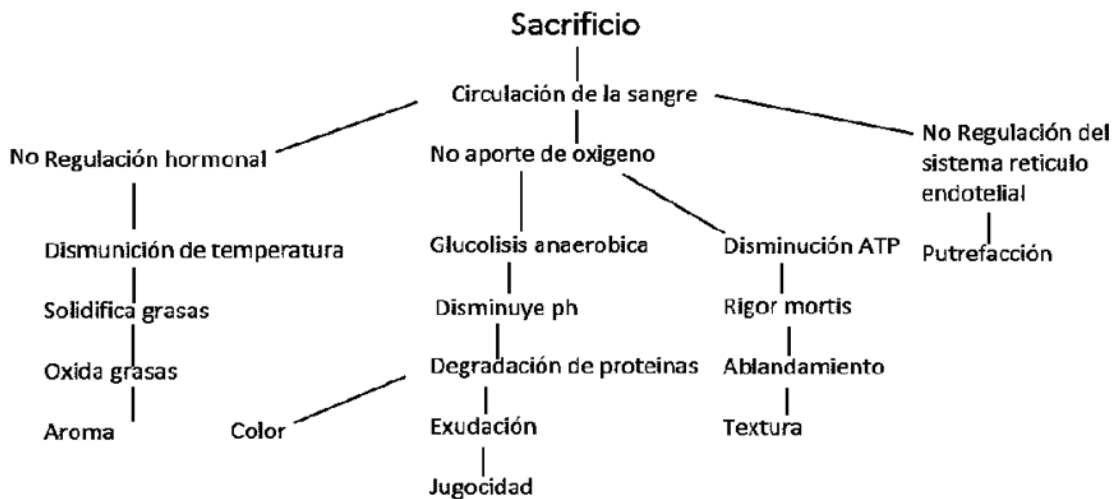 Sacrificio
Circulación de la sangre
No Regulación hormonal
No aporte de oxigeno
No Regulación del
sistema reticulo
endotelial
Dismunición de temperatura
Glucolisis anaerobica
Disminución ATP
Putrefacción
Solidifica grasas
Disminuye ph
Rigor mortis
Oxida grasas
Degradación de proteinas
Ablandamiento
Aroma
Color
Exudación
Textura
Jugocidad